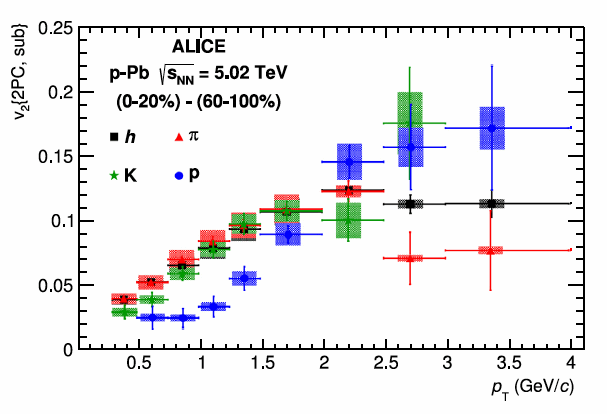 0.25
0.2
0.15
0.1
0.05
0
v₂{2PC, sub}
ALICE
p-Pb √sNN = 5.02 TeV
(0-20%) - (60-100%)
h
π
K
p
0.5 1 1.5 2 2.5 3 3.5 4
pT (GeV/c)